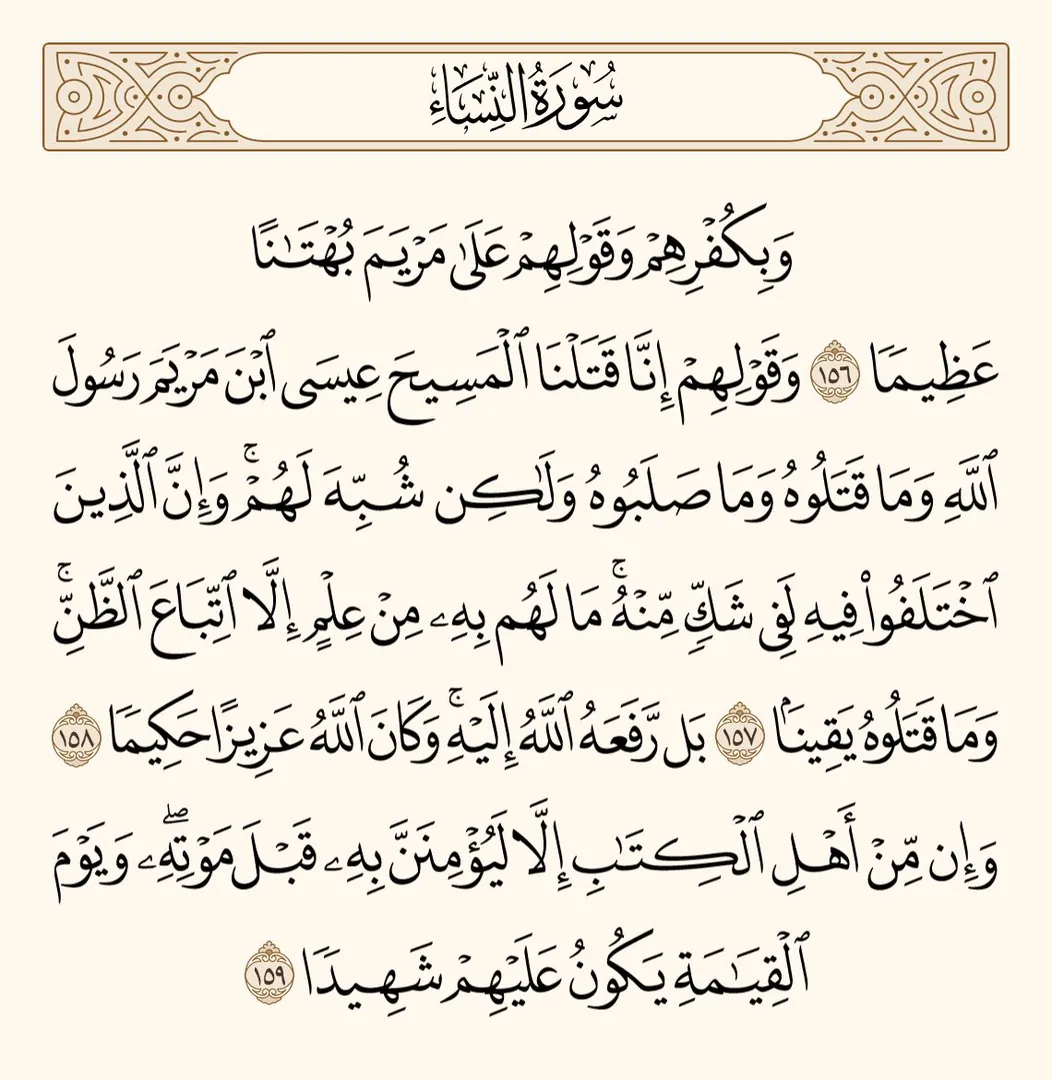 سُورَةُ النِّسَاءِ
وَبِكُفْرِهِمْ وَقَوْلِهِمْ عَلَىٰ مَرْيَمَ بُهْتَـٰنًا
عَظِيمًا ١٥٦ وَقَوْلِهِمْ إِنَّا قَتَلْنَا ٱلْمَسِيحَ عِيسَى ٱبْنَ مَرْيَمَ رَسُولَ
ٱللَّهِ وَمَا قَتَلُوهُ وَمَا صَلَبُوهُ وَلَـٰكِن شُبِّهَ لَهُمْ ۚ وَإِنَّ ٱلَّذِينَ
ٱخْتَلَفُوا۟ فِيهِ لَفِى شَكٍّ مِّنْهُ ۚ مَا لَهُم بِهِۦ مِنْ عِلْمٍ إِلَّا ٱتِّبَاعَ ٱلظَّنِّ ۚ
وَمَا قَتَلُوهُ يَقِينًۢا ١٥٧ بَل رَّفَعَهُ ٱللَّهُ إِلَيْهِ ۚ وَكَانَ ٱللَّهُ عَزِيزًا حَكِيمًا ١٥٨
وَإِن مِّنْ أَهْلِ ٱلْكِتَـٰبِ إِلَّا لَيُؤْمِنَنَّ بِهِۦ قَبْلَ مَوْتِهِۦ ۖ وَيَوْمَ
ٱلْقِيَـٰمَةِ يَكُونُ عَلَيْهِمْ شَهِيدًا ١٥٩